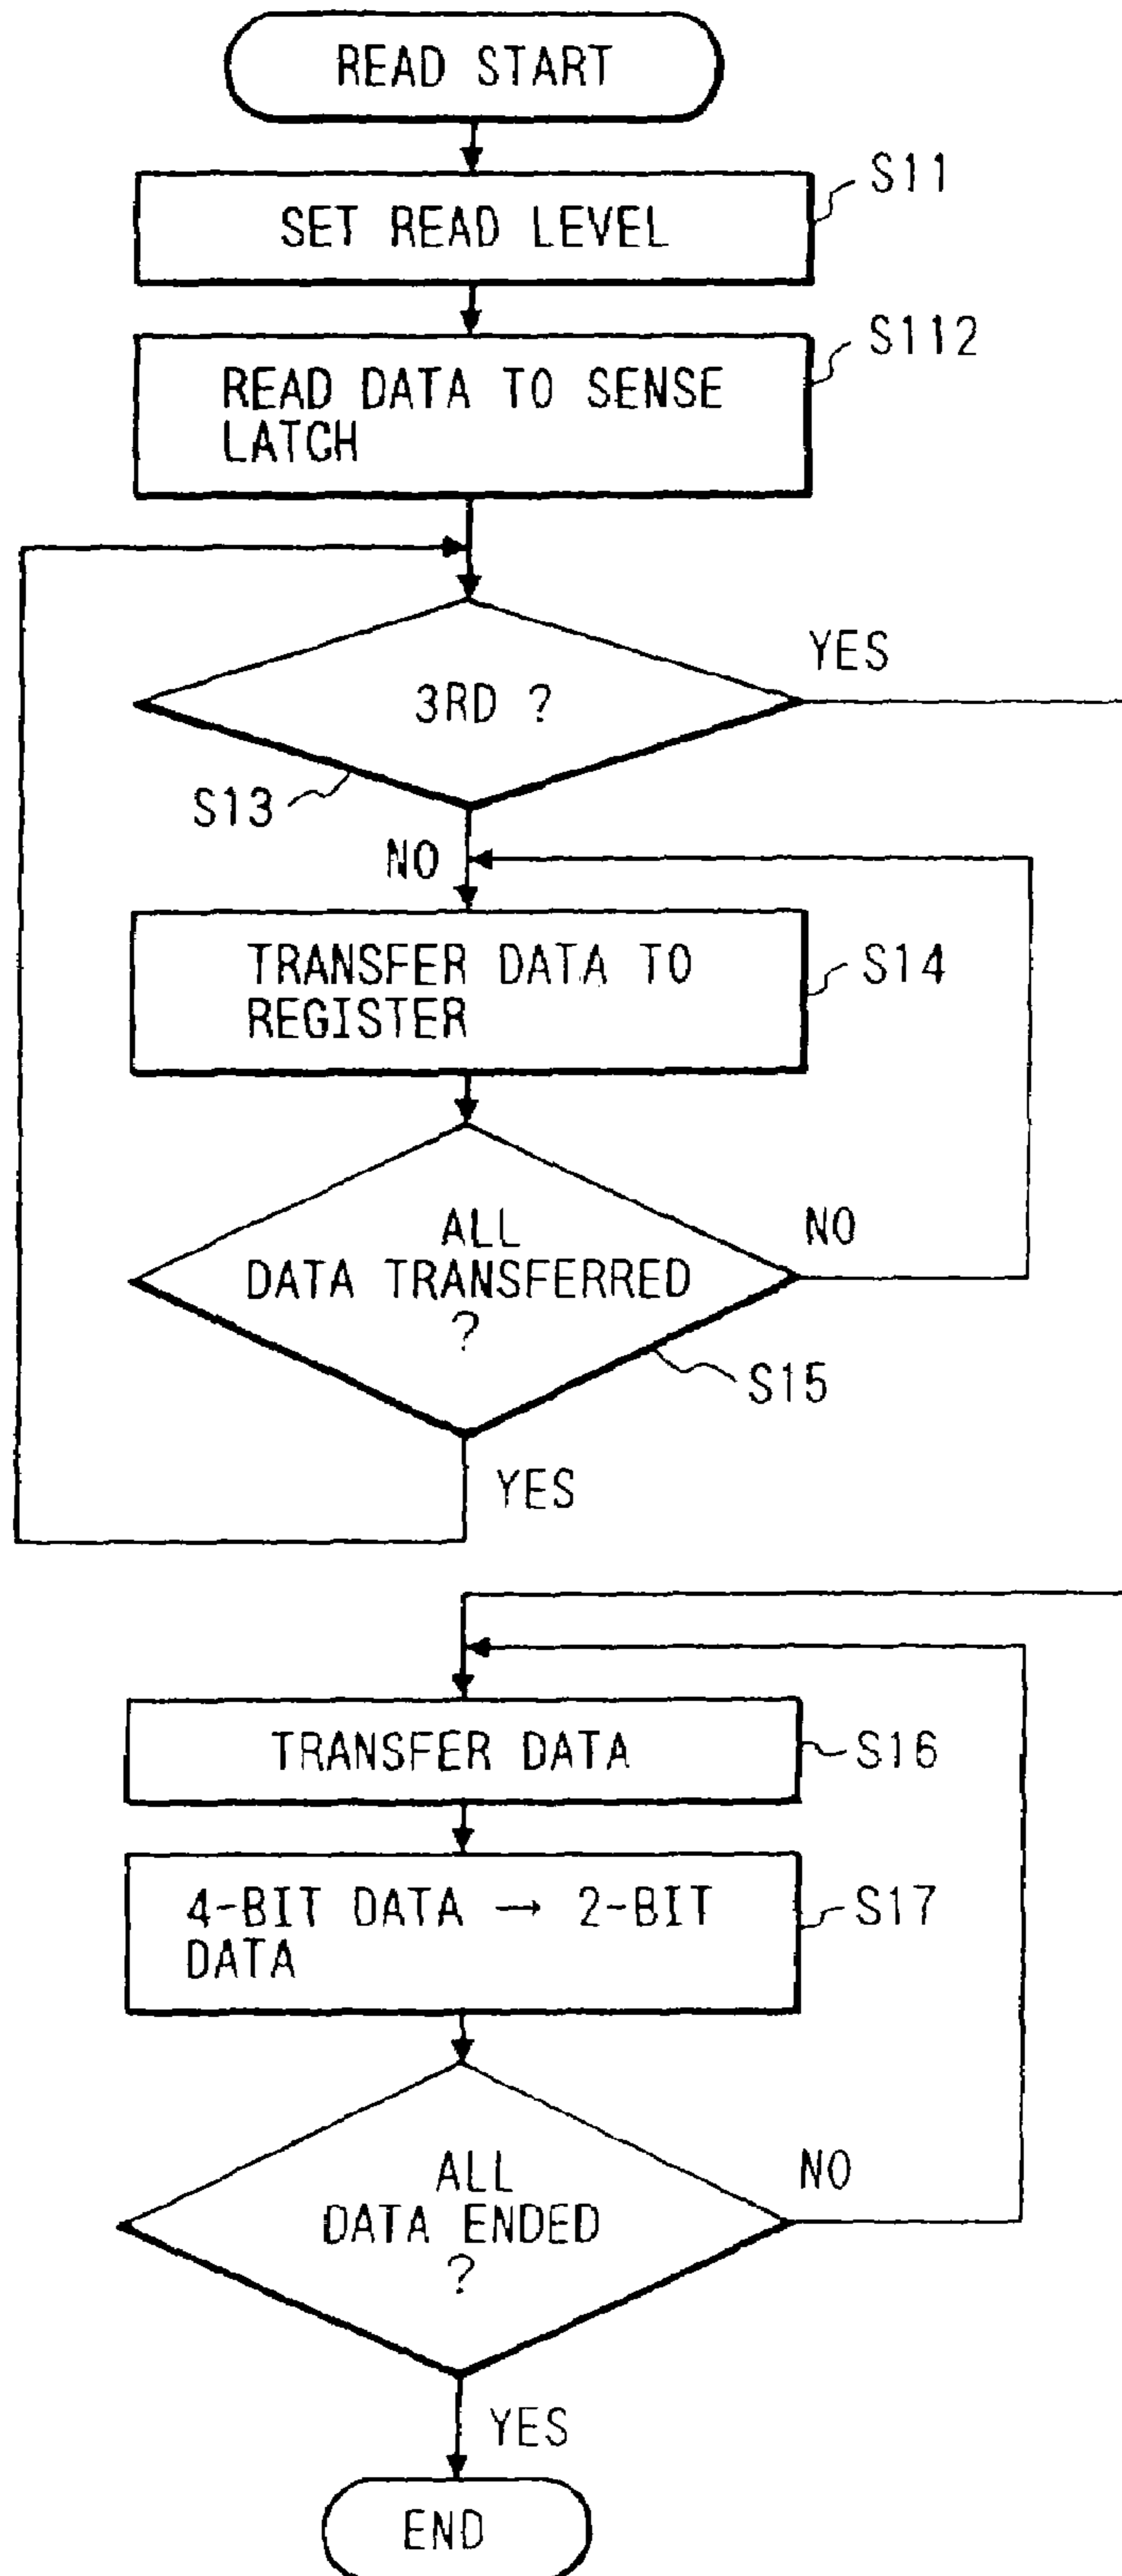 READ START
S11
SET READ LEVEL
S112
READ DATA TO SENSE
LATCH
YES
3RD ?
S13
NO
TRANSFER DATA TO
REGISTER
S14
ALL
DATA TRANSFERRED
?
NO
S15
YES
TRANSFER DATA
S16
4-BIT DATA → 2-BIT
DATA
S17
ALL
DATA ENDED
?
NO
YES
END